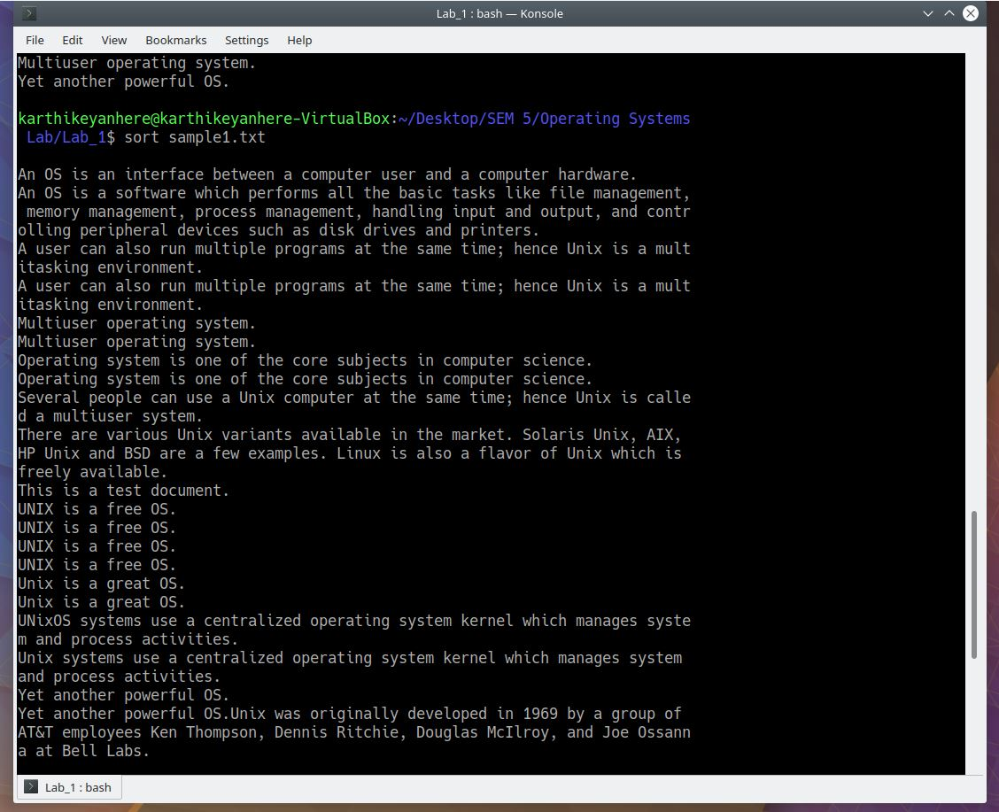 Lab_1 : bash — Konsole
File Edit View Bookmarks Settings Help
Multiuser operating system.
Yet another powerful OS.
karthikeyanhere@karthikeyanhere-VirtualBox:~/Desktop/SEM 5/Operating Systems
Lab/Lab_1$ sort sample1.txt
An OS is an interface between a computer user and a computer hardware.
An OS is a software which performs all the basic tasks like file management,
memory management, process management, handling input and output, and contr
olling peripheral devices such as disk drives and printers.
A user can also run multiple programs at the same time; hence Unix is a mult
itasking environment.
A user can also run multiple programs at the same time; hence Unix is a mult
itasking environment.
Multiuser operating system.
Multiuser operating system.
Operating system is one of the core subjects in computer science.
Operating system is one of the core subjects in computer science.
Several people can use a Unix computer at the same time; hence Unix is calle
d a multiuser system.
There are various Unix variants available in the market. Solaris Unix, AIX,
HP Unix and BSD are a few examples. Linux is also a flavor of Unix which is
freely available.
This is a test document.
UNIX is a free OS.
UNIX is a free OS.
UNIX is a free OS.
UNIX is a free OS.
Unix is a great OS.
Unix is a great OS.
UNixOS systems use a centralized operating system kernel which manages syste
m and process activities.
Unix systems use a centralized operating system kernel which manages system
and process activities.
Yet another powerful OS.
Yet another powerful OS.Unix was originally developed in 1969 by a group of
AT&T employees Ken Thompson, Dennis Ritchie, Douglas McIlroy, and Joe Ossann
a at Bell Labs.
Lab_1 : bash